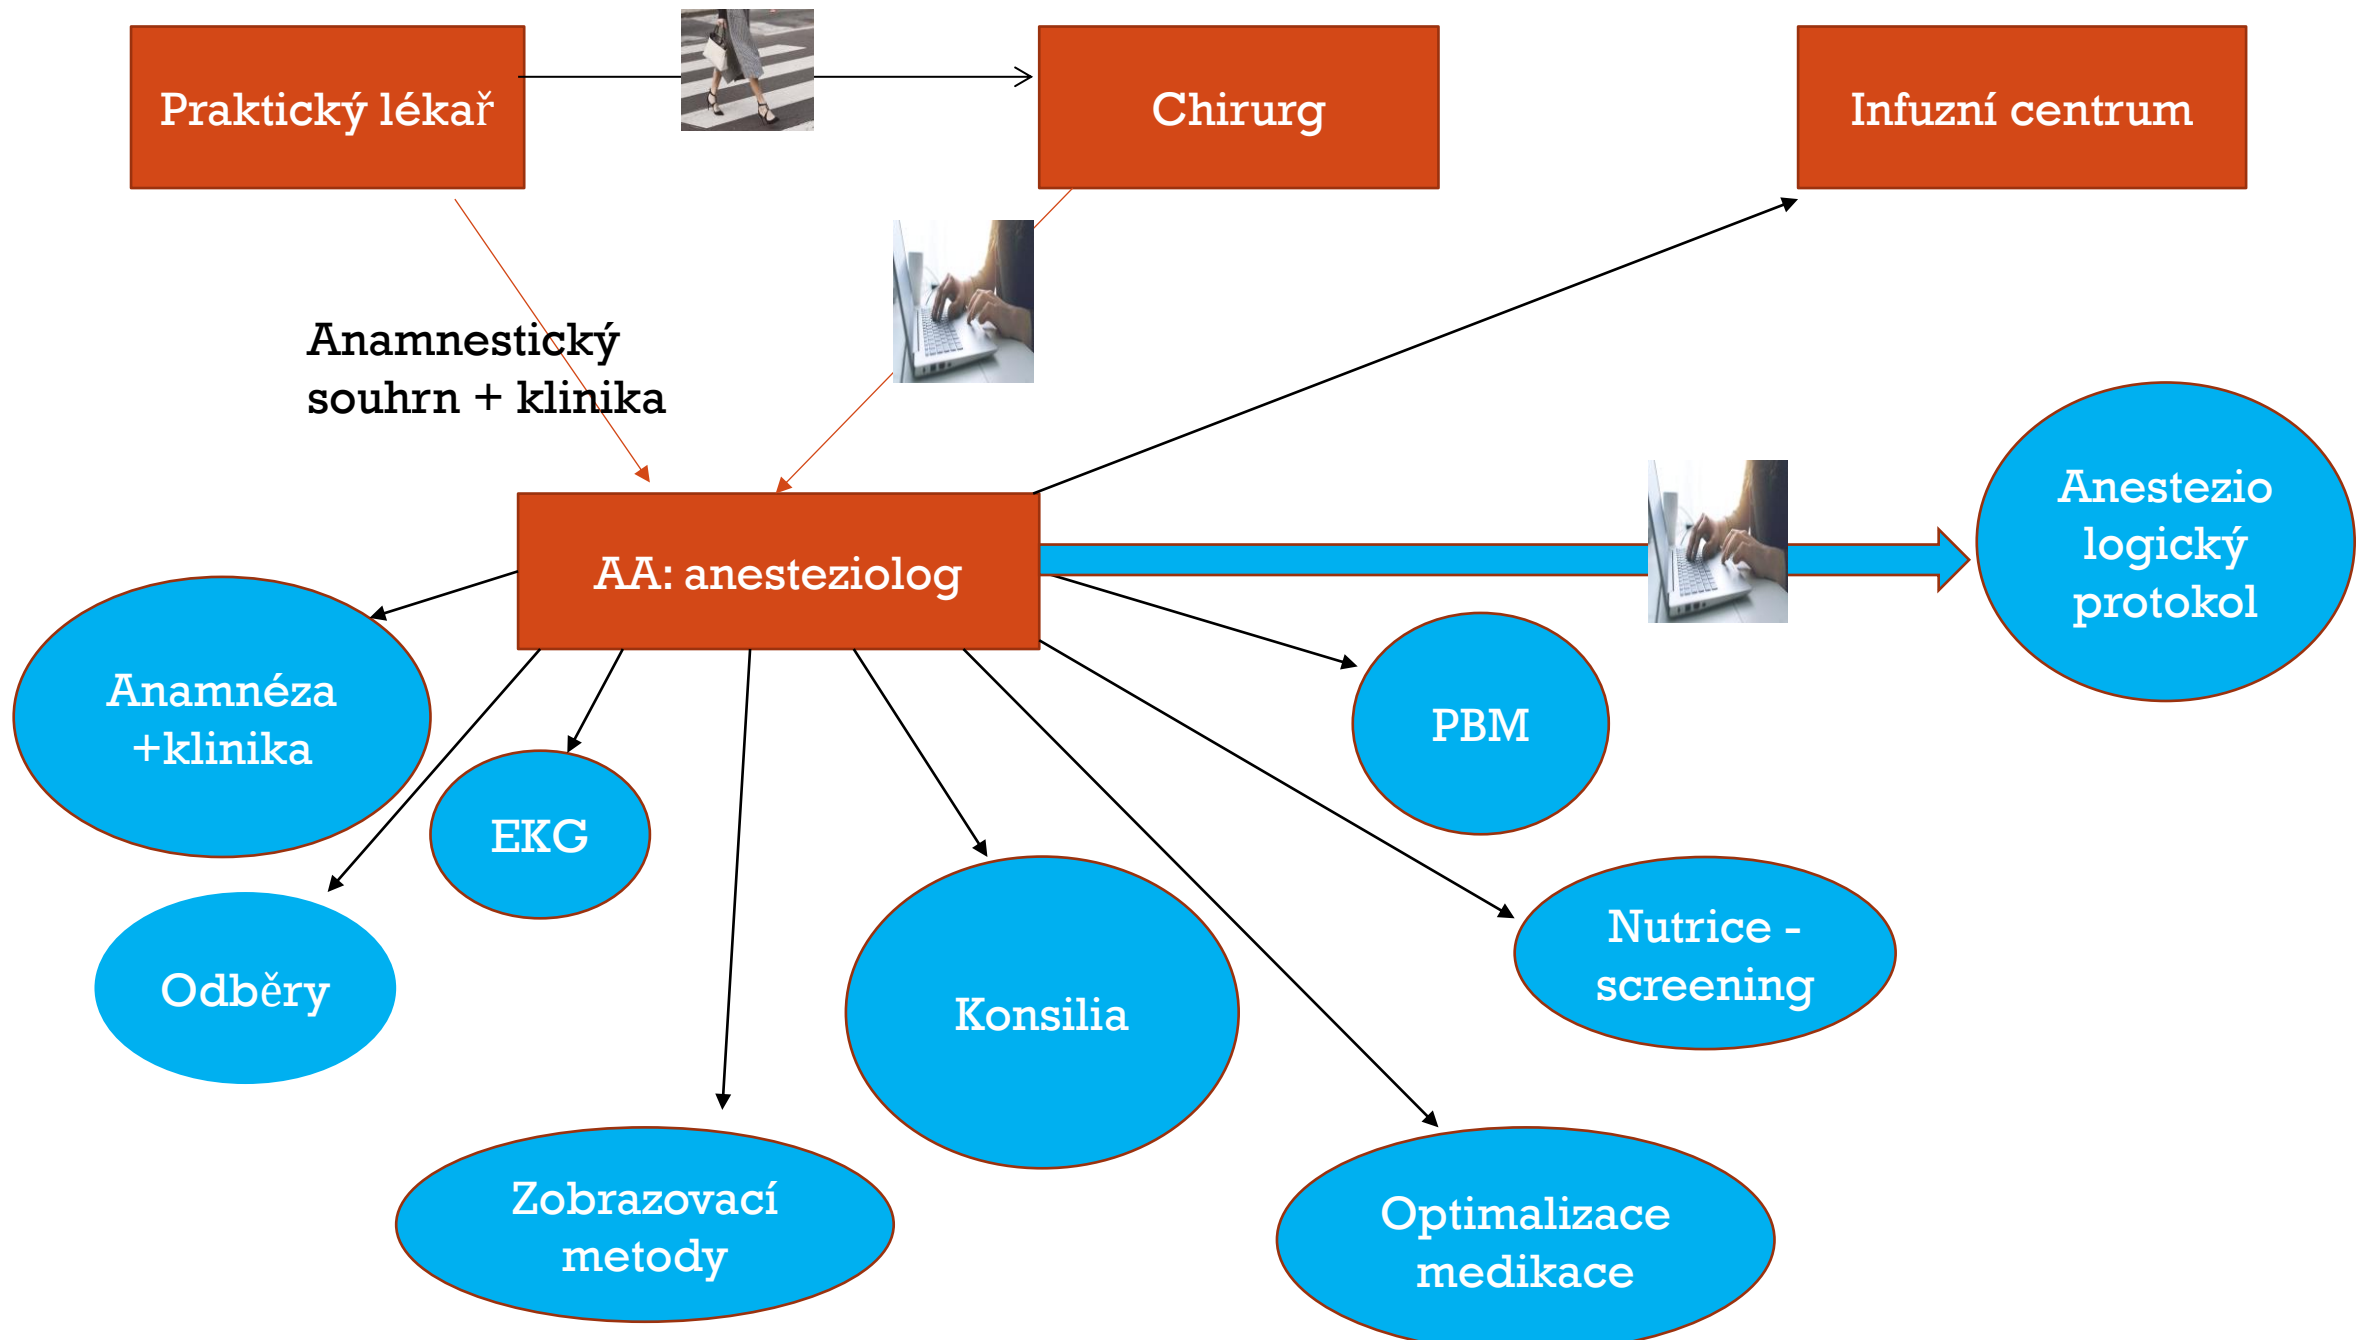 Praktický lékař
Chirurg
Infuzní centrum
Anamnestický
souhrn + klinika
AA: anesteziolog
Anestezio
logický
protokol
Anamnéza
+klinika
PBM
EKG
Odběry
Konsilia
Nutrice -
screening
Zobrazovací
metody
Optimalizace
medikace